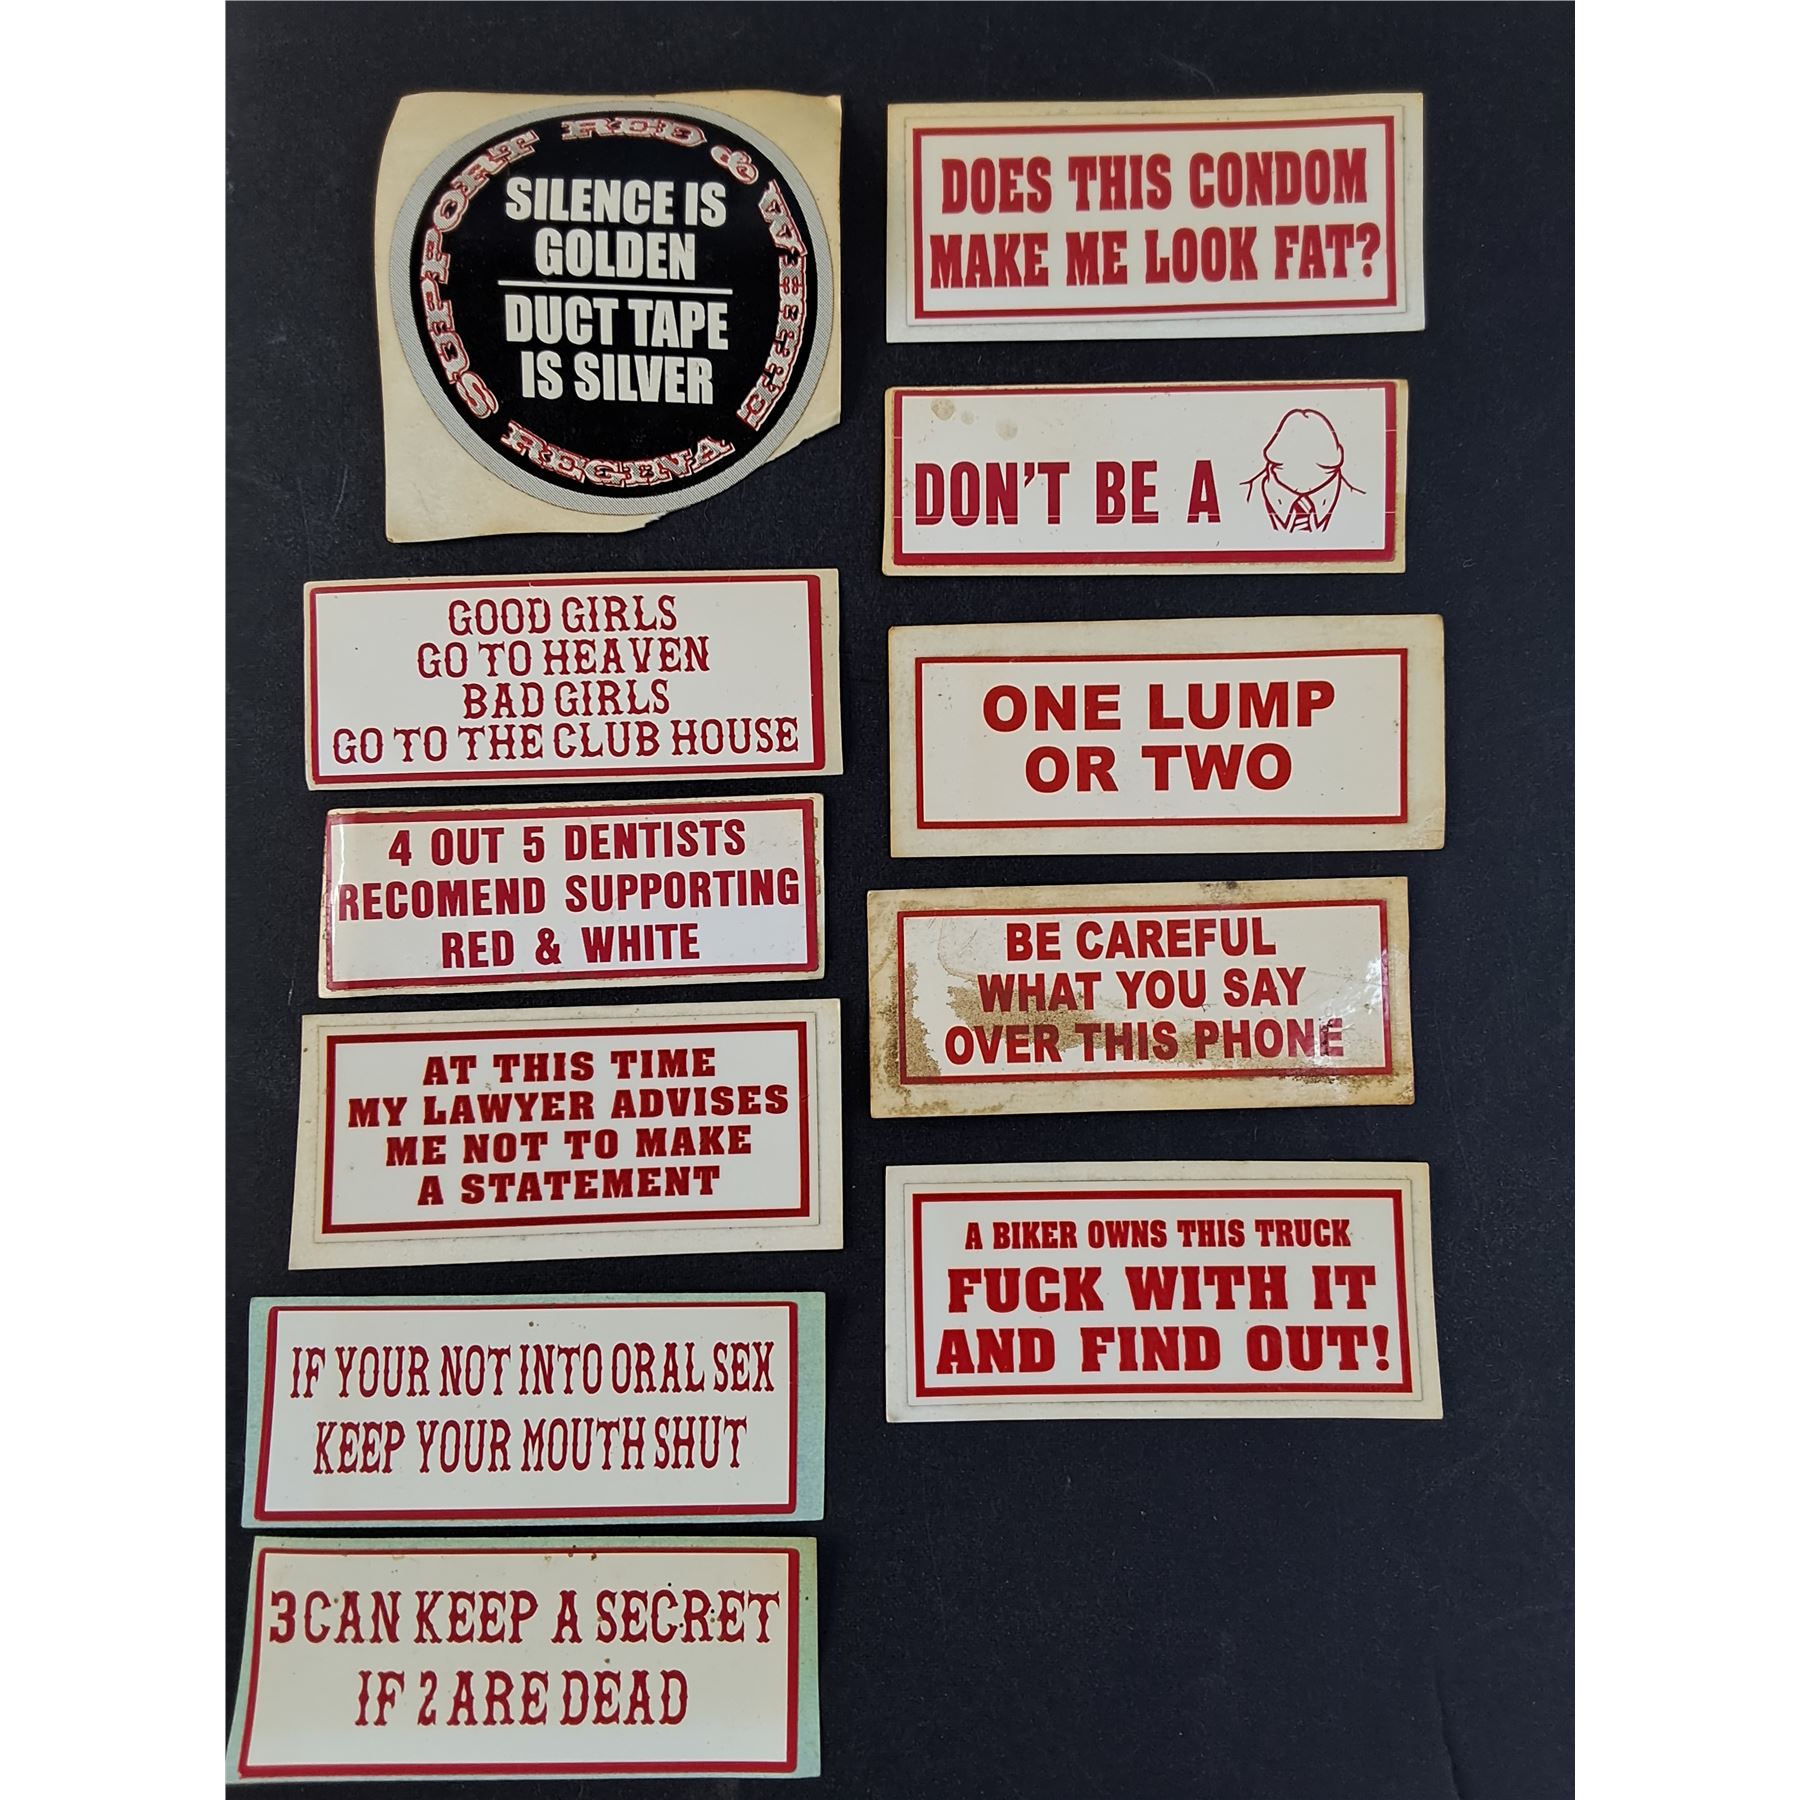 SUPPORT RED & WHITE
SILENCE IS
GOLDEN
DUCT TAPE
IS SILVER
REGINA
GOOD GIRLS
GO TO HEAVEN
BAD GIRLS
GO TO THE CLUB HOUSE
4 OUT 5 DENTISTS
RECOMEND SUPPORTING
RED & WHITE
AT THIS TIME
MY LAWYER ADVISES
ME NOT TO MAKE
A STATEMENT
IF YOUR NOT INTO ORAL SEX
KEEP YOUR MOUTH SHUT
3 CAN KEEP A SECRET
IF 2 ARE DEAD
DOES THIS CONDOM
MAKE ME LOOK FAT?
DON'T BE A
ONE LUMP
OR TWO
BE CAREFUL
WHAT YOU SAY
OVER THIS PHONE
A BIKER OWNS THIS TRUCK
FUCK WITH IT
AND FIND OUT!